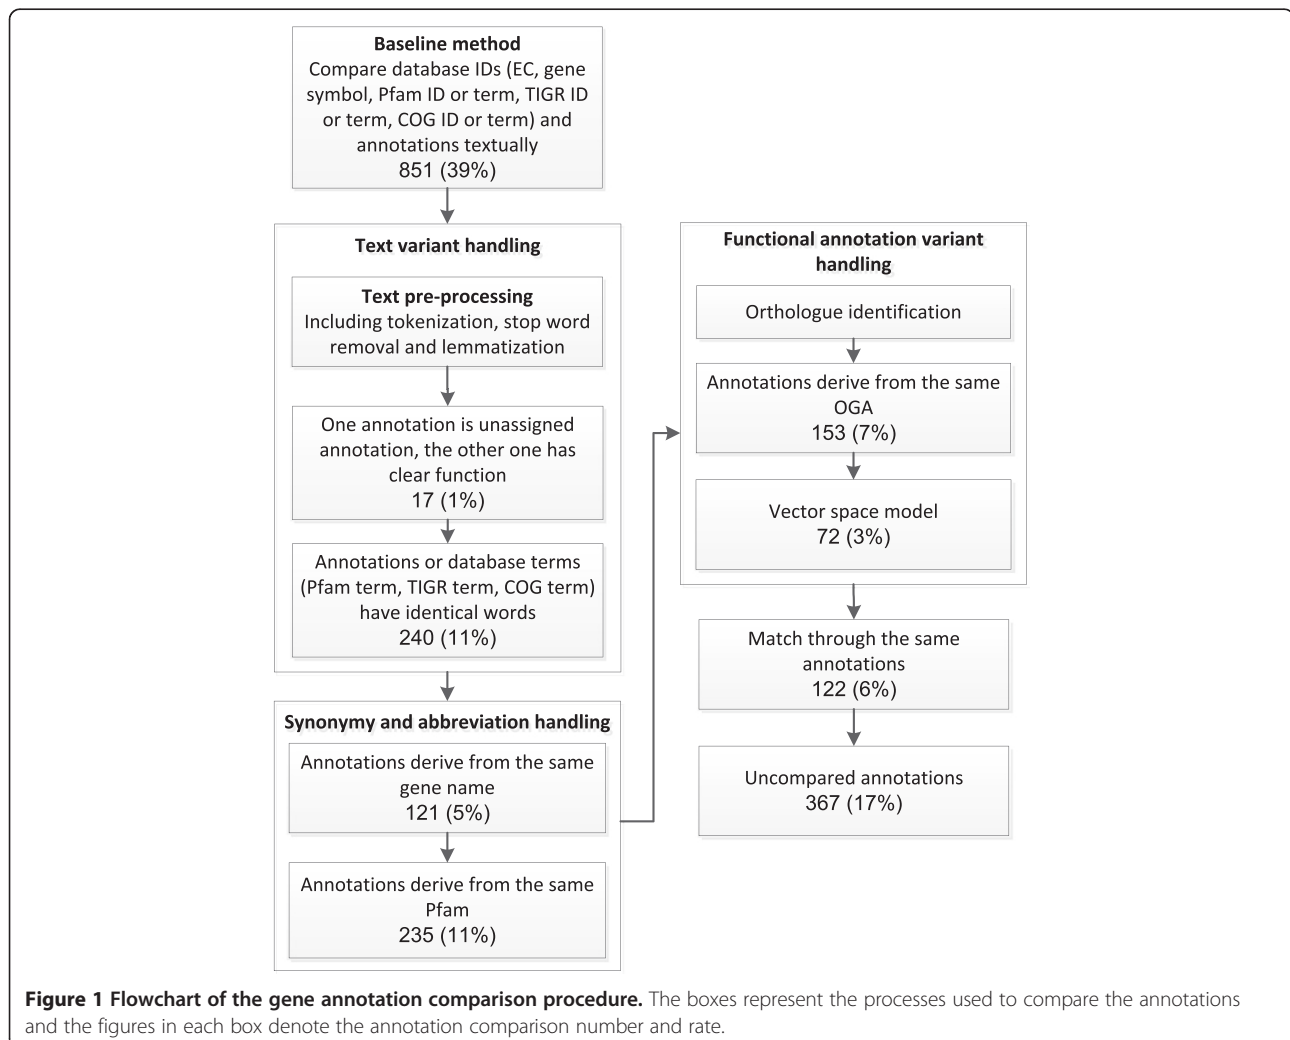 Baseline method
Compare database IDs (EC, gene
symbol, Pfam ID or term, TIGR ID
or term, COG ID or term) and
annotations textually
851 (39%)
Text variant handling
Text pre-processing
Including tokenization, stop word
removal and lemmatization
One annotation is unassigned
annotation, the other one has
clear function
17 (1%)
Annotations or database terms
(Pfam term, TIGR term, COG term)
have identical words
240 (11%)
Synonymy and abbreviation handling
Annotations derive from the same
gene name
121 (5%)
Annotations derive from the same
Pfam
235 (11%)
Functional annotation variant
handling
Orthologue identification
Annotations derive from the same
OGA
153 (7%)
Vector space model
72 (3%)
Match through the same
annotations
122 (6%)
Uncompared annotations
367 (17%)
Figure 1 Flowchart of the gene annotation comparison procedure. The boxes represent the processes used to compare the annotations
and the figures in each box denote the annotation comparison number and rate.